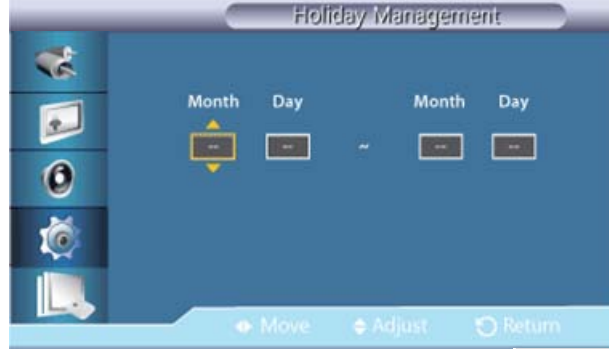 Holiday Management
Month Day Month Day
-- -- ~ -- --
Move Adjust Return